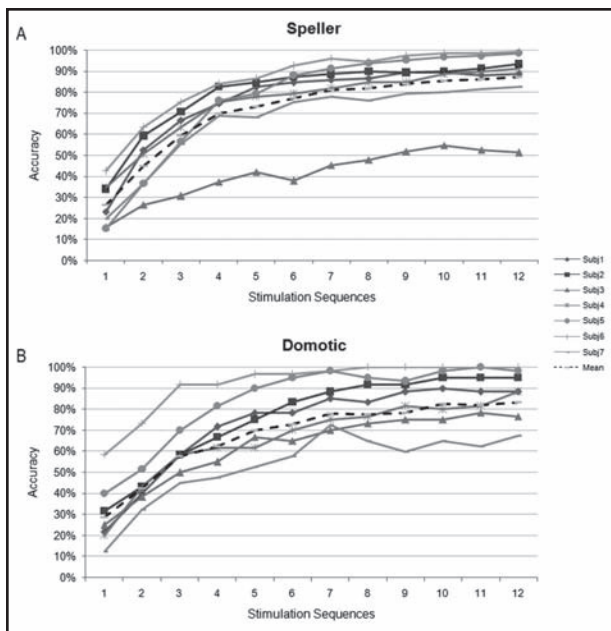 A
Speller
100%
90%
80%
70%
60%
50%
40%
30%
20%
10%
0%
Accuracy
1 2 3 4 5 6 7 8 9 10 11 12
Stimulation Sequences
Subj1
Subj2
Subj3
Subj4
Subj5
Subj6
Subj7
Mean
B
Domotic
100%
90%
80%
70%
60%
50%
40%
30%
20%
10%
0%
Accuracy
1 2 3 4 5 6 7 8 9 10 11 12
Stimulation Sequences